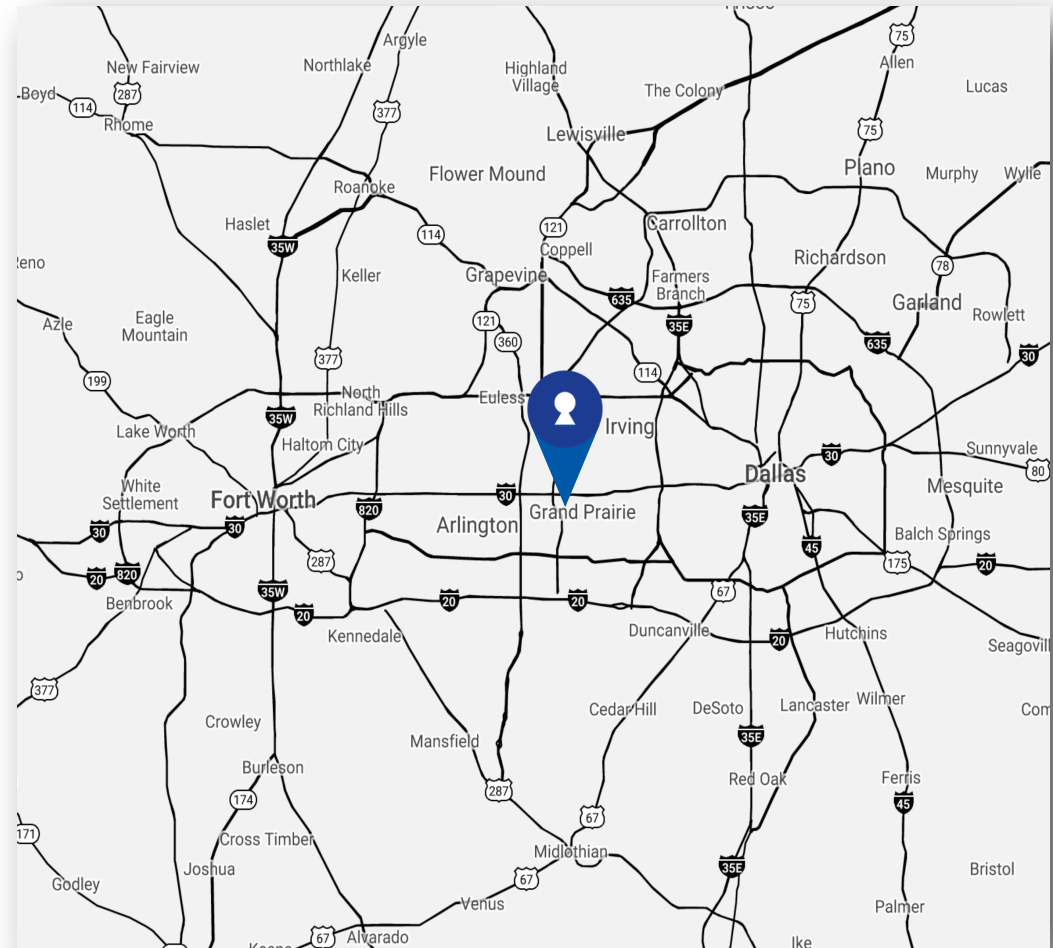 Argyle
75
New Fairview
Northlake
Highland
Village
Allen
Boyd
287
The Colony
Lucas
114
377
Rhome
75
Lewisville
Plano
Flower Mound
Murphy
Wylie
Roanoke
Haslet
121
Carrollton
114
35W
Coppell
Richardson
78
Grapevine
Keller
Farmers
Branch
635
75
Garland
Eagle
Mountain
Azle
121
35E
Rowlett
360
635
30
377
199
114
North
Richland Hills
Euless
35W
Irving
Lake Worth
Haltom City
30
Sunnyvale
80
Dallas
White
Settlement
Fort Worth
30
Mesquite
820
Grand Prairie
35E
Arlington
30
30
45
Balch Springs
287
175
20
20
820
35W
67
Benbrook
20
20
20
Kennedale
Duncanville
20
Hutchins
377
Cedar Hill
DeSoto
Lancaster
Wilmer
Crowley
Mansfield
35E
Burleson
Red Oak
Ferris
174
287
45
67
171
Cross Timber
Midlothian
35E
Joshua
Bristol
Godley
67
Venus
Palmer
67
Alvarado
Ike